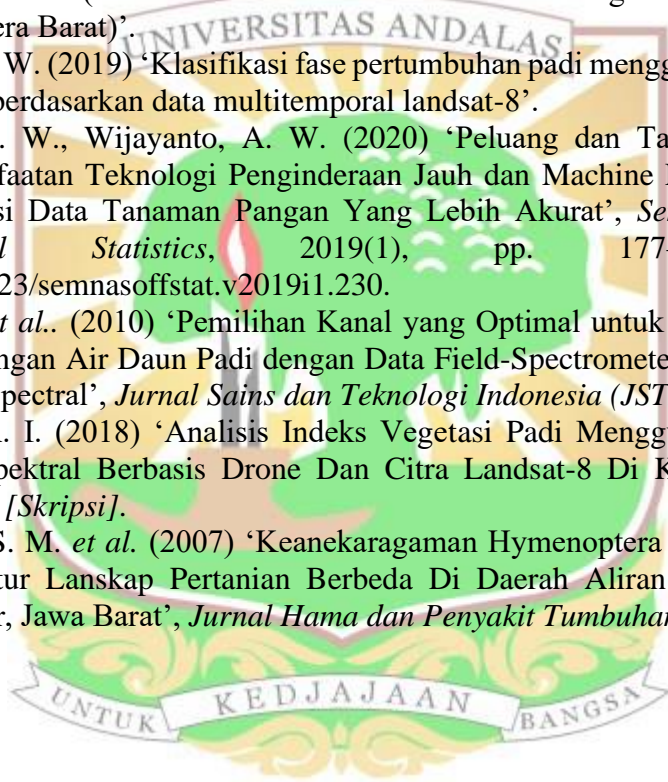 era Barat)'.
UNIVERSITAS ANDALAS
W. (2019) 'Klasifikasi fase pertumbuhan padi mengg
berdasarkan data multitemporal landsat-8'.
W., Wijayanto, A. W. (2020) 'Peluang dan Ta
faatan Teknologi Penginderaan Jauh dan Machine
si Data Tanaman Pangan Yang Lebih Akurat', Se
l Statistics, 2019(1), pp. 177-
23/semnasoffstat.v2019i1.230.
t al.. (2010) 'Pemilihan Kanal yang Optimal untuk
ngan Air Daun Padi dengan Data Field-Spectromete
pectral', Jurnal Sains dan Teknologi Indonesia (JST
. I. (2018) 'Analisis Indeks Vegetasi Padi Mengg
pektral Berbasis Drone Dan Citra Landsat-8 Di K
[Skripsi].
S. M. et al. (2007) 'Keanekaragaman Hymenoptera
tur Lanskap Pertanian Berbeda Di Daerah Aliran
r, Jawa Barat', Jurnal Hama dan Penyakit Tumbuhan
UNTUK KEDJAJAAN BANGSA